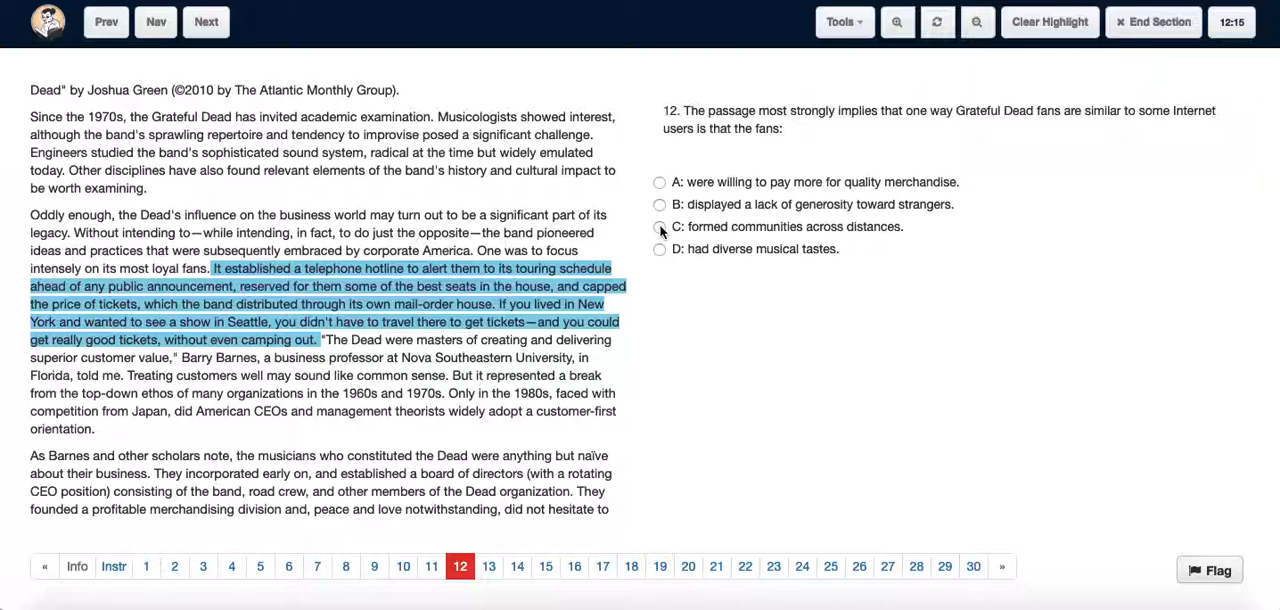 Prev
Nav
Next
Tools
Clear Highlight
× End Section
12:15
Dead" by Joshua Green (©2010 by The Atlantic Monthly Group).
Since the 1970s, the Grateful Dead has invited academic examination. Musicologists showed interest,
although the band's sprawling repertoire and tendency to improvise posed a significant challenge.
Engineers studied the band's sophisticated sound system, radical at the time but widely emulated
today. Other disciplines have also found relevant elements of the band's history and cultural impact to
be worth examining.
Oddly enough, the Dead's influence on the business world may turn out to be a significant part of its
legacy. Without intending to—while intending, in fact, to do just the opposite—the band pioneered
ideas and practices that were subsequently embraced by corporate America. One was to focus
intensely on its most loyal fans. It established a telephone hotline to alert them to its touring schedule
ahead of any public announcement, reserved for them some of the best seats in the house, and capped
the price of tickets, which the band distributed through its own mail-order house. If you lived in New
York and wanted to see a show in Seattle, you didn't have to travel there to get tickets—and you could
get really good tickets, without even camping out. "The Dead were masters of creating and delivering
superior customer value," Barry Barnes, a business professor at Nova Southeastern University, in
Florida, told me. Treating customers well may sound like common sense. But it represented a break
from the top-down ethos of many organizations in the 1960s and 1970s. Only in the 1980s, faced with
competition from Japan, did American CEOs and management theorists widely adopt a customer-first
orientation.
As Barnes and other scholars note, the musicians who constituted the Dead were anything but naïve
about their business. They incorporated early on, and established a board of directors (with a rotating
CEO position) consisting of the band, road crew, and other members of the Dead organization. They
founded a profitable merchandising division and, peace and love notwithstanding, did not hesitate to
12. The passage most strongly implies that one way Grateful Dead fans are similar to some Internet
users is that the fans:
A: were willing to pay more for quality merchandise.
B: displayed a lack of generosity toward strangers.
C: formed communities across distances.
D: had diverse musical tastes.
« Info Instr 1 2 3 4 5 6 7 8 9 10 11 12 13 14 15 16 17 18 19 20 21 22 23 24 25 26 27 28 29 30 »
Flag